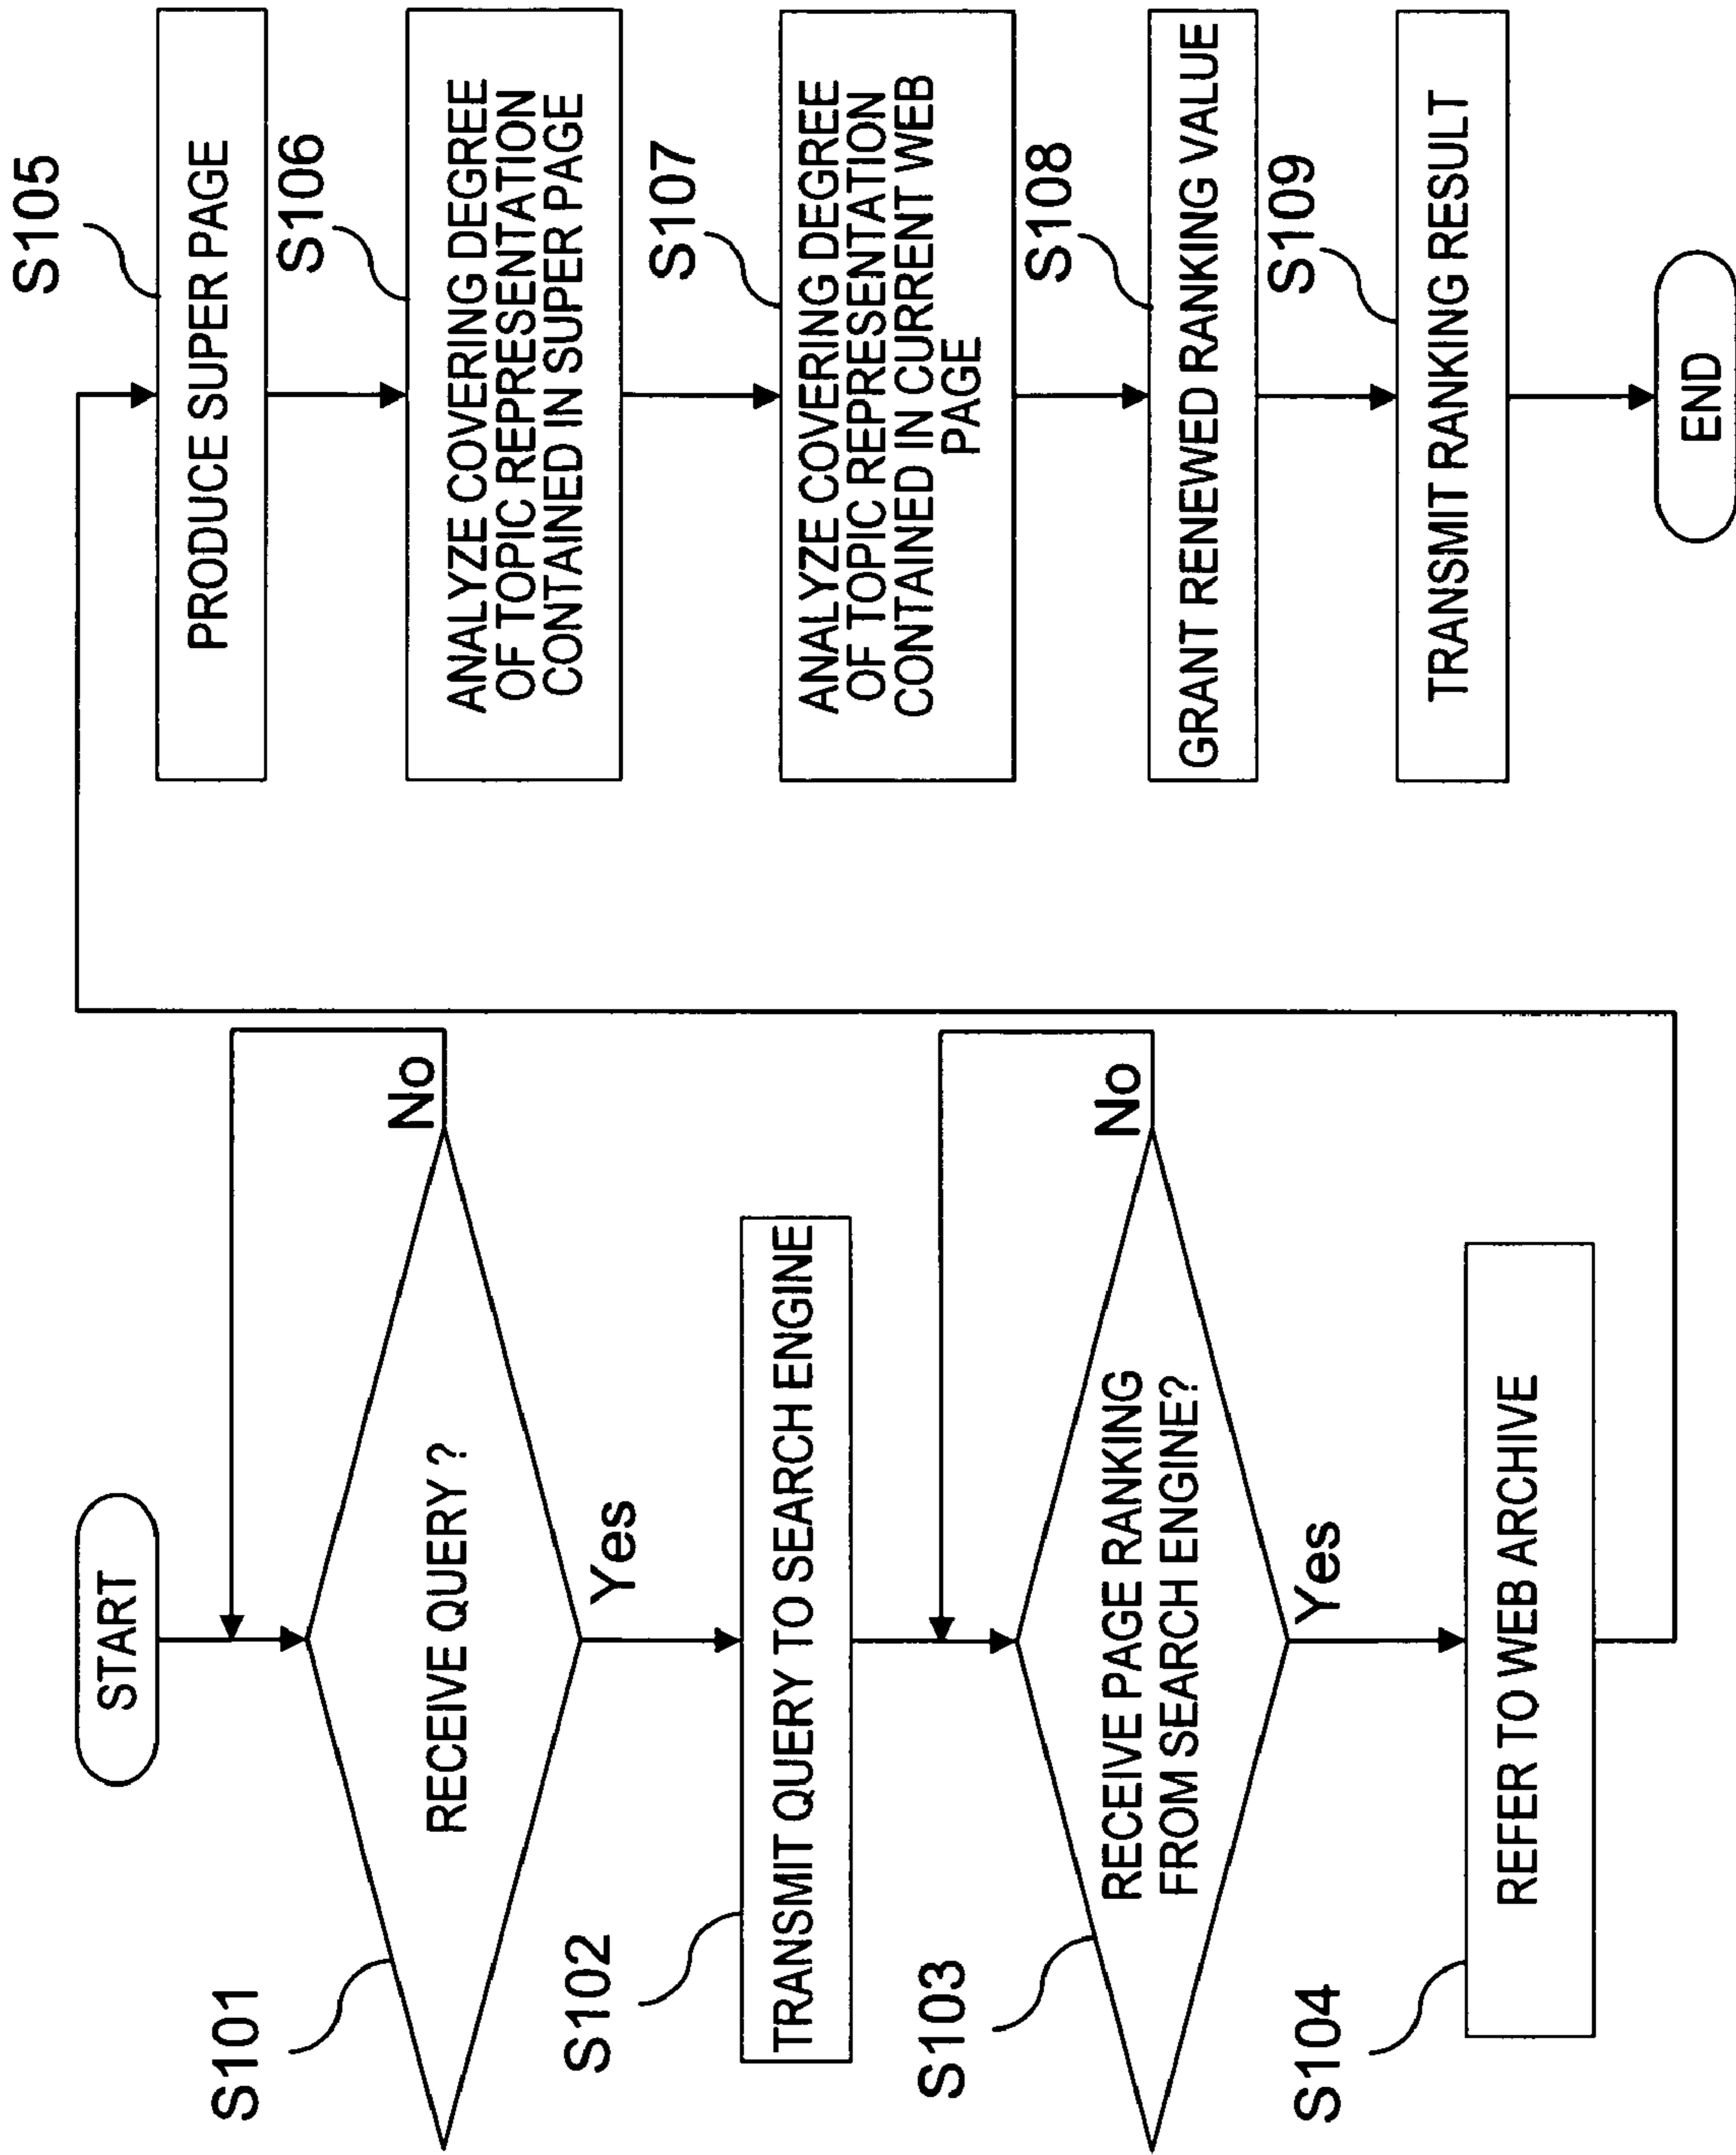 START
S101
RECEIVE QUERY ?
No
Yes
S102
TRANSMIT QUERY TO SEARCH ENGINE
S103
RECEIVE PAGE RANKING
FROM SEARCH ENGINE?
No
Yes
S104
REFER TO WEB ARCHIVE
S105
PRODUCE SUPER PAGE
S106
ANALYZE COVERING DEGREE
OF TOPIC REPRESENTATION
CONTAINED IN SUPER PAGE
S107
ANALYZE COVERING DEGREE
OF TOPIC REPRESENTATION
CONTAINED IN CURRENT WEB
PAGE
S108
GRANT RENEWED RANKING VALUE
S109
TRANSMIT RANKING RESULT
END